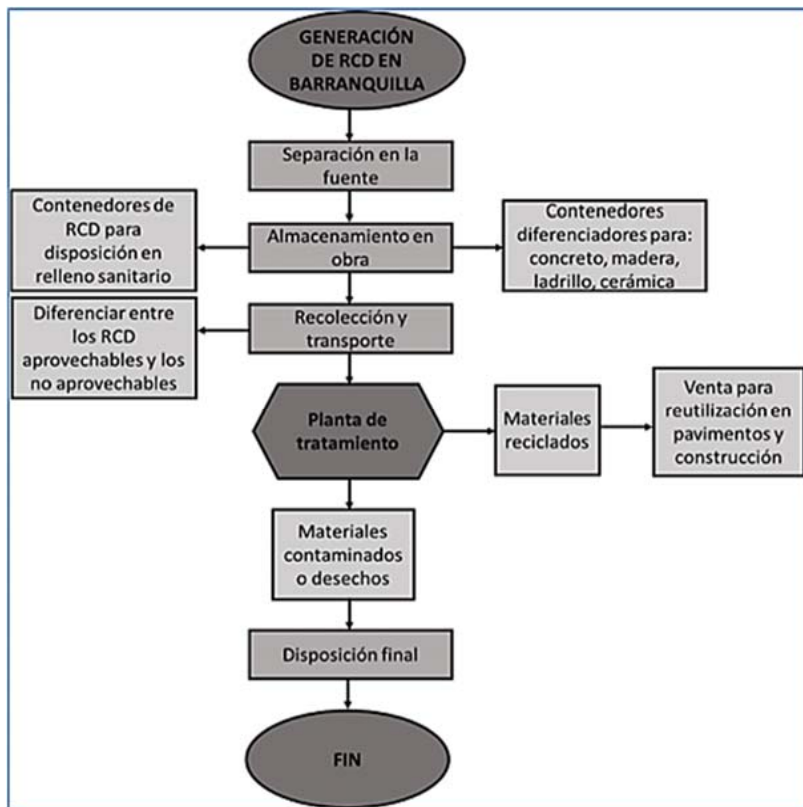 GENERACIÓN
DE RCD EN
BARRANQUILLA
Separación en la
fuente
Contenedores de
RCD para
disposición en
relleno sanitario
Almacenamiento en
obra
Contenedores
diferenciadores para:
concreto, madera,
ladrillo, cerámica
Diferenciar entre
los RCD
aprovechables y los
no aprovechables
Recolección y
transporte
Planta de
tratamiento
Materiales
reciclados
Venta para
reutilización en
pavimentos y
construcción
Materiales
contaminados
o desechos
Disposición final
FIN